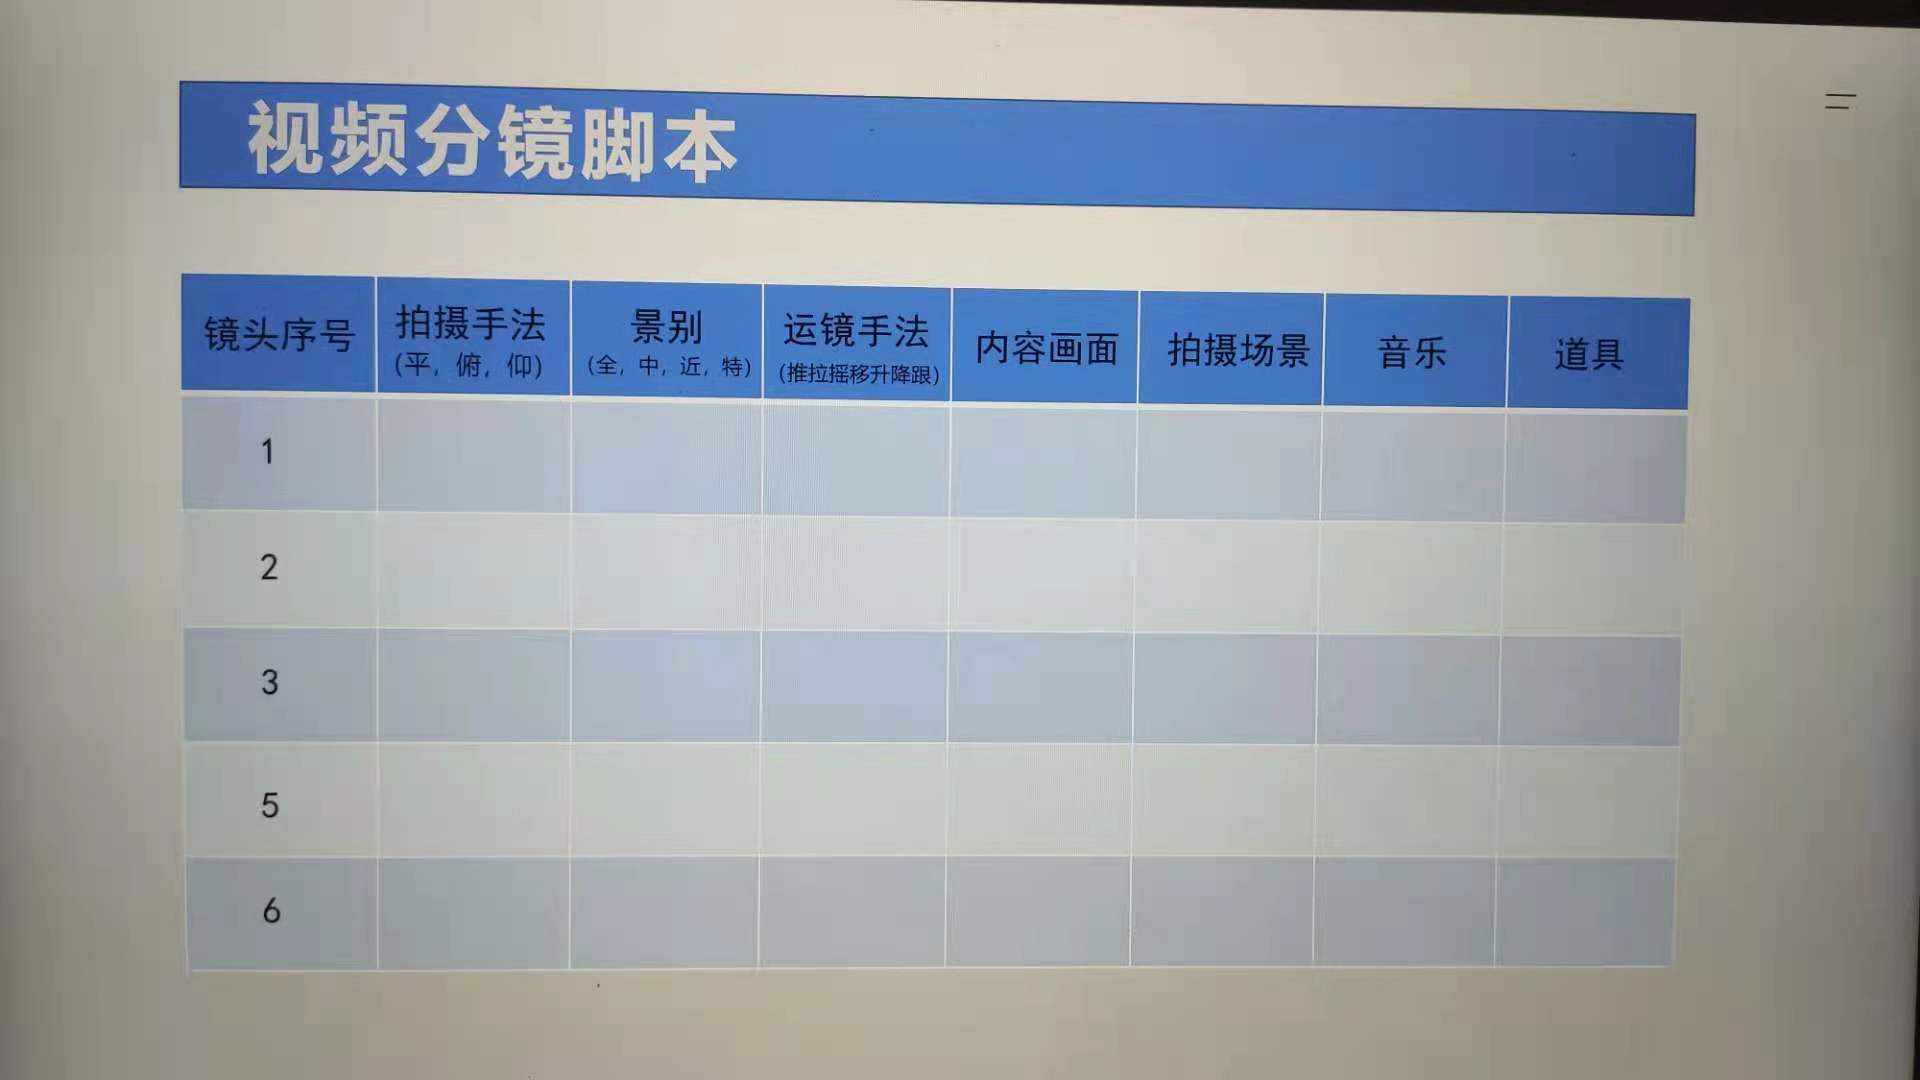 视频分镜脚本
镜头序号 拍摄手法 景别 运镜手法 内容画面 拍摄场景 音乐 道具
(平，俯，仰) (全，中，近，特) (推拉摇移升降跟)
1
2
3
5
6